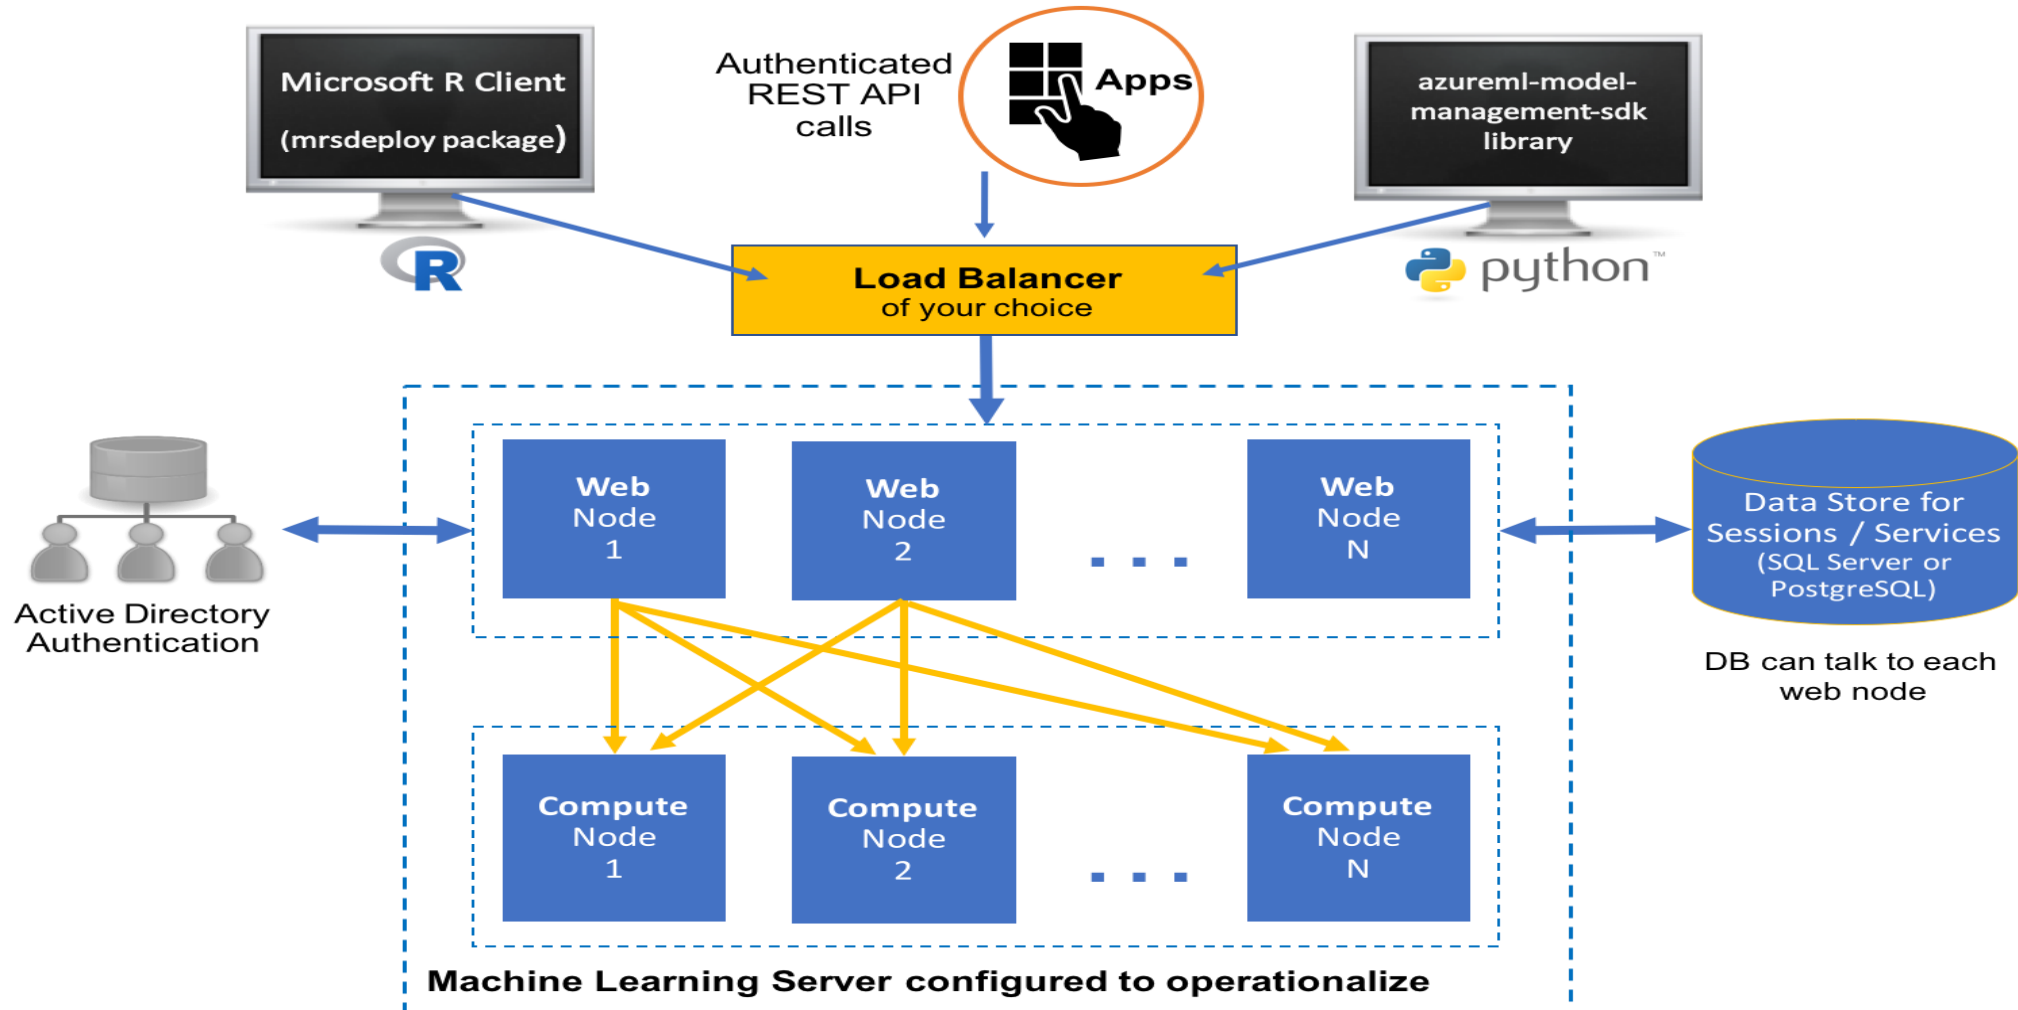 Microsoft R Client
(mrsdeploy package)
R
Authenticated
REST API
calls
Apps
azureml-model-
management-sdk
library
python™
Load Balancer
of your choice
Active Directory
Authentication
Web
Node
1
Web
Node
2
. . .
Web
Node
N
Data Store for
Sessions / Services
(SQL Server or
PostgreSQL)
DB can talk to each
web node
Compute
Node
1
Compute
Node
2
. . .
Compute
Node
N
Machine Learning Server configured to operationalize